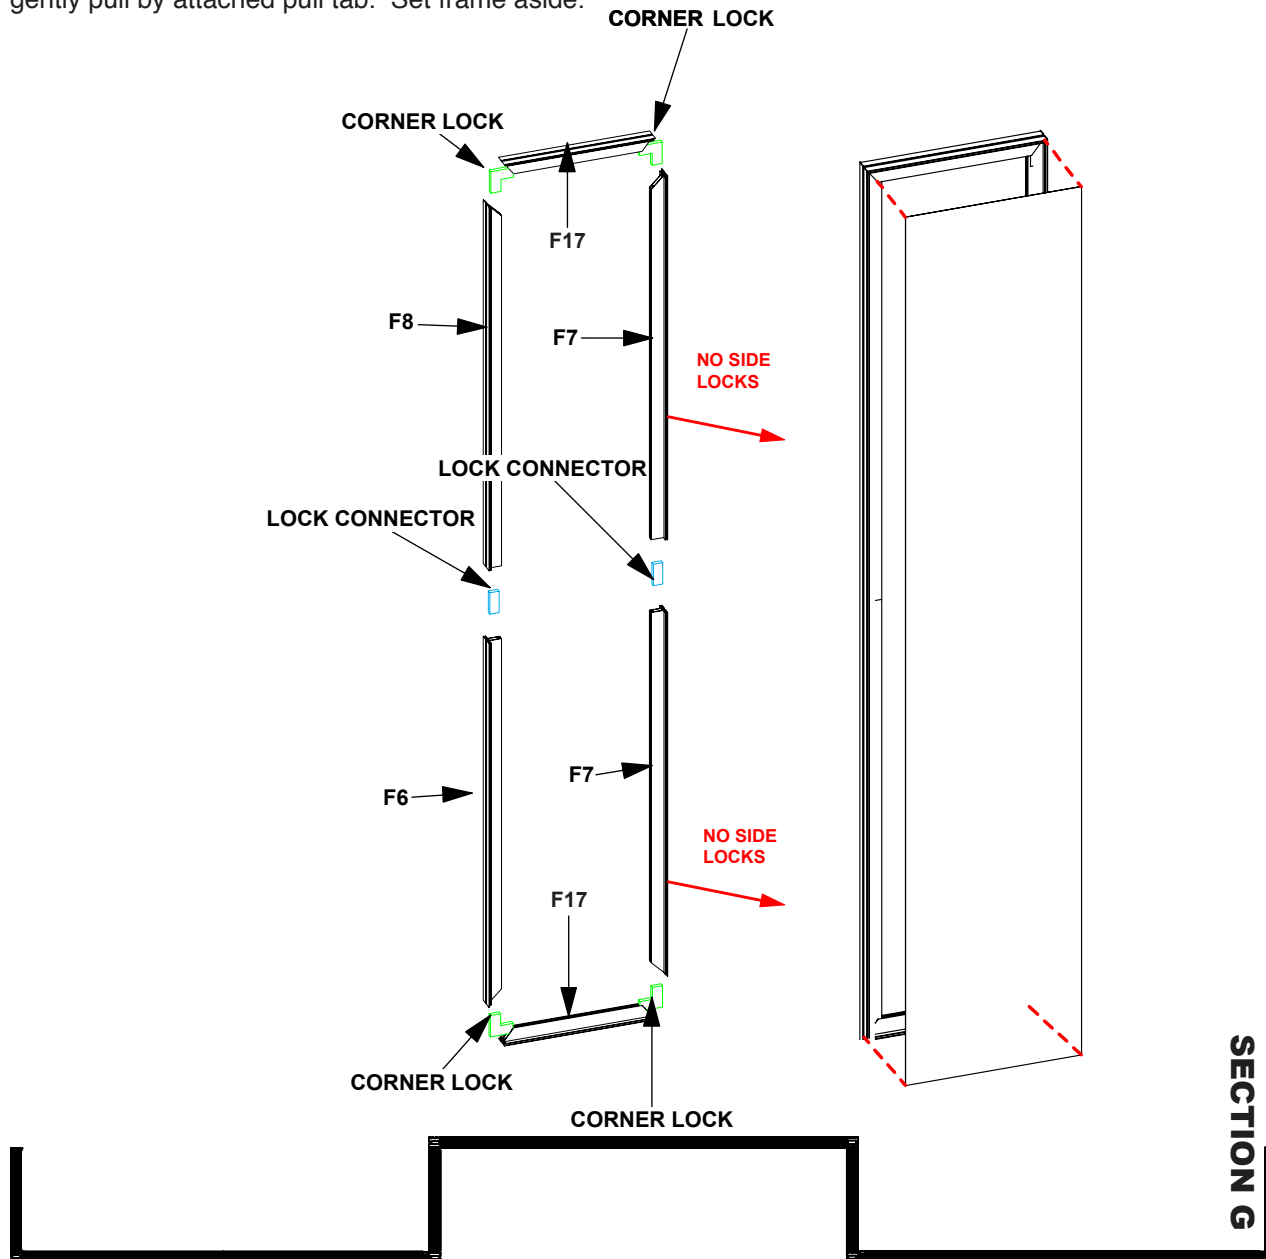 gently pull by attached pull tab.  Set frame aside.
CORNER LOCK
CORNER LOCK
F17
F8
F7
NO SIDE
LOCKS
LOCK CONNECTOR
LOCK CONNECTOR
F7
F6
NO SIDE
LOCKS
F17
CORNER LOCK
CORNER LOCK
SECTION G